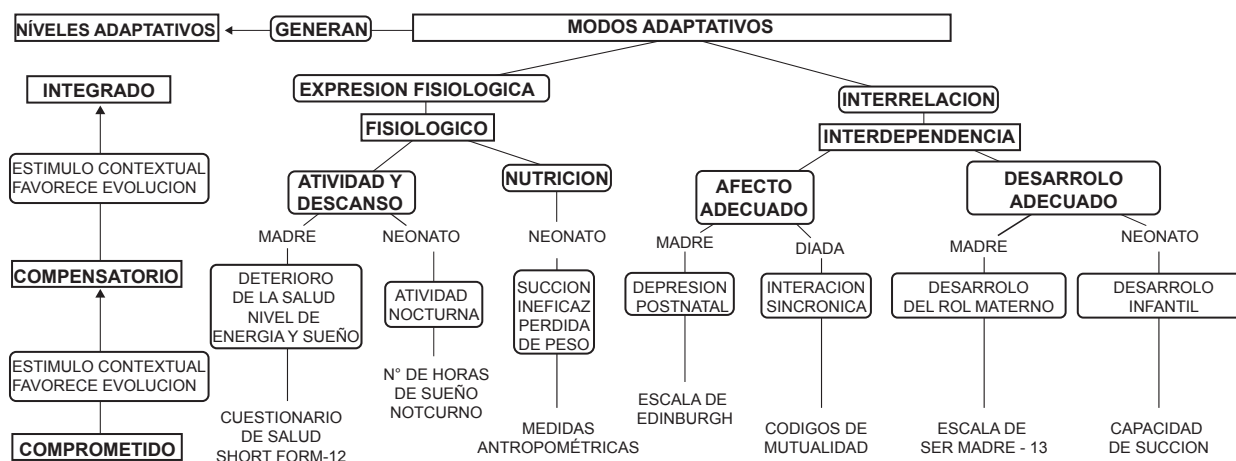 NÍVELES ADAPTATIVOS
GENERAN
MODOS ADAPTATIVOS
INTEGRADO
ESTIMULO CONTEXTUAL
FAVORECE EVOLUCION
COMPENSATORIO
ESTIMULO CONTEXTUAL
FAVORECE EVOLUCION
COMPROMETIDO
EXPRESION FISIOLOGICA
FISIOLOGICO
ATIVIDAD Y
DESCANSO
MADRE
DETERIORO
DE LA SALUD
NIVEL DE
ENERGIA Y SUEÑO
CUESTIONARIO
DE SALUD
SHORT FORM-12
NEONATO
ATIVIDAD
NOCTURNA
N° DE HORAS
DE SUEÑO
NOTCURNO
NUTRICION
NEONATO
SUCCION
INEFICAZ
PERDIDA
DE PESO
MEDIDAS
ANTROPOMÉTRICAS
INTERRELACION
INTERDEPENDENCIA
AFECTO
ADECUADO
MADRE
DEPRESION
POSTNATAL
ESCALA DE
EDINBURGH
DIADA
INTERACION
SINCRONICA
CODIGOS DE
MUTUALIDAD
DESARROLO
ADECUADO
MADRE
DESARROLO
DEL ROL MATERNO
ESCALA DE
SER MADRE - 13
NEONATO
DESARROLO
INFANTIL
CAPACIDAD
DE SUCCION